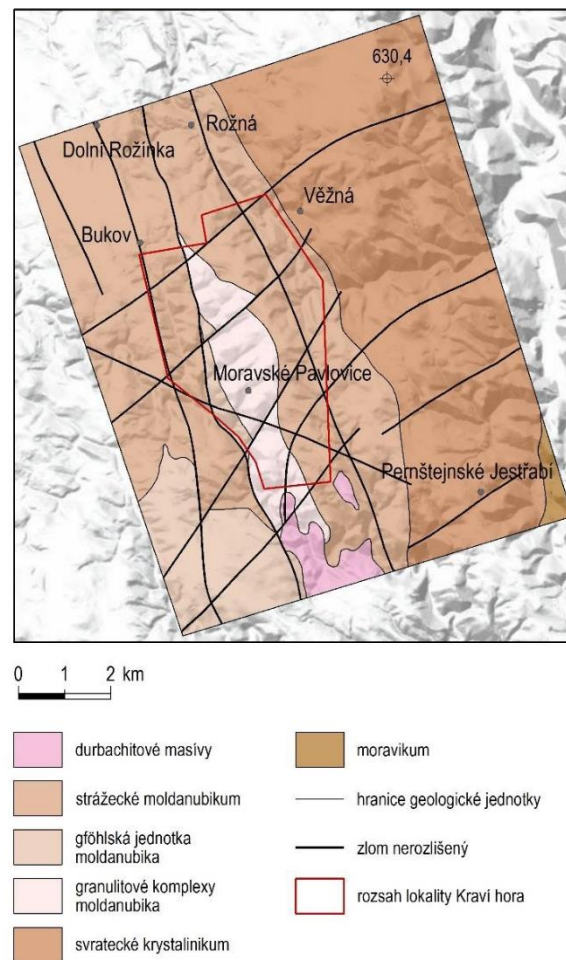 630,4
Rožná
Dolní Rožínka
Věžná
Bukov
Moravské Pavlovice
Pernštejnské Jestřabí
0 1 2 km
durbachitové masívy
strážecké moldanubikum
gföhlská jednotka
moldanubika
granulitové komplexy
moldanubika
svratecké krystalinikum
moravikum
hranice geologické jednotky
zlom nerozlišený
rozsah lokality Kraví hora